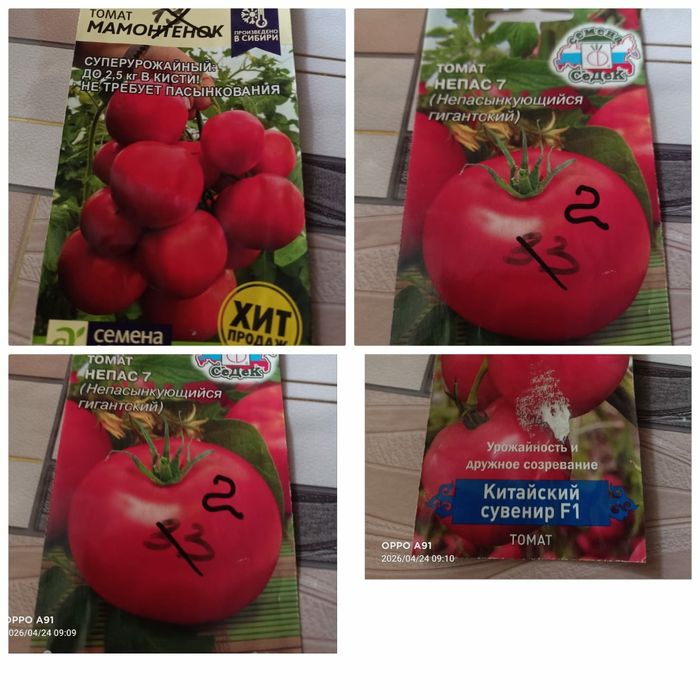 ТОМАТ
МАМОНТЁНОК
ПРОИЗВЕДЕНО
В СИБИРИ
СУПЕРУРОЖАЙНЫЙ:
ДО 2,5 кг В КИСТИ!
НЕ ТРЕБУЕТ ПАСЫНКОВАНИЯ
ХИТ
ПРОДАЖ
семена
семена
СеДеК
ТОМАТ
НЕПАС 7
(Непасынкующийся
гигантский)
33
2
СеДеК
ТОМАТ
НЕПАС 7
(Непасынкующийся
гигантский)
33
2
OPPO A91
2026/04/24 09:09
Урожайность и
дружное созревание
Китайский
сувенир F1
ТОМАТ
OPPO A91
2026/04/24 09:10